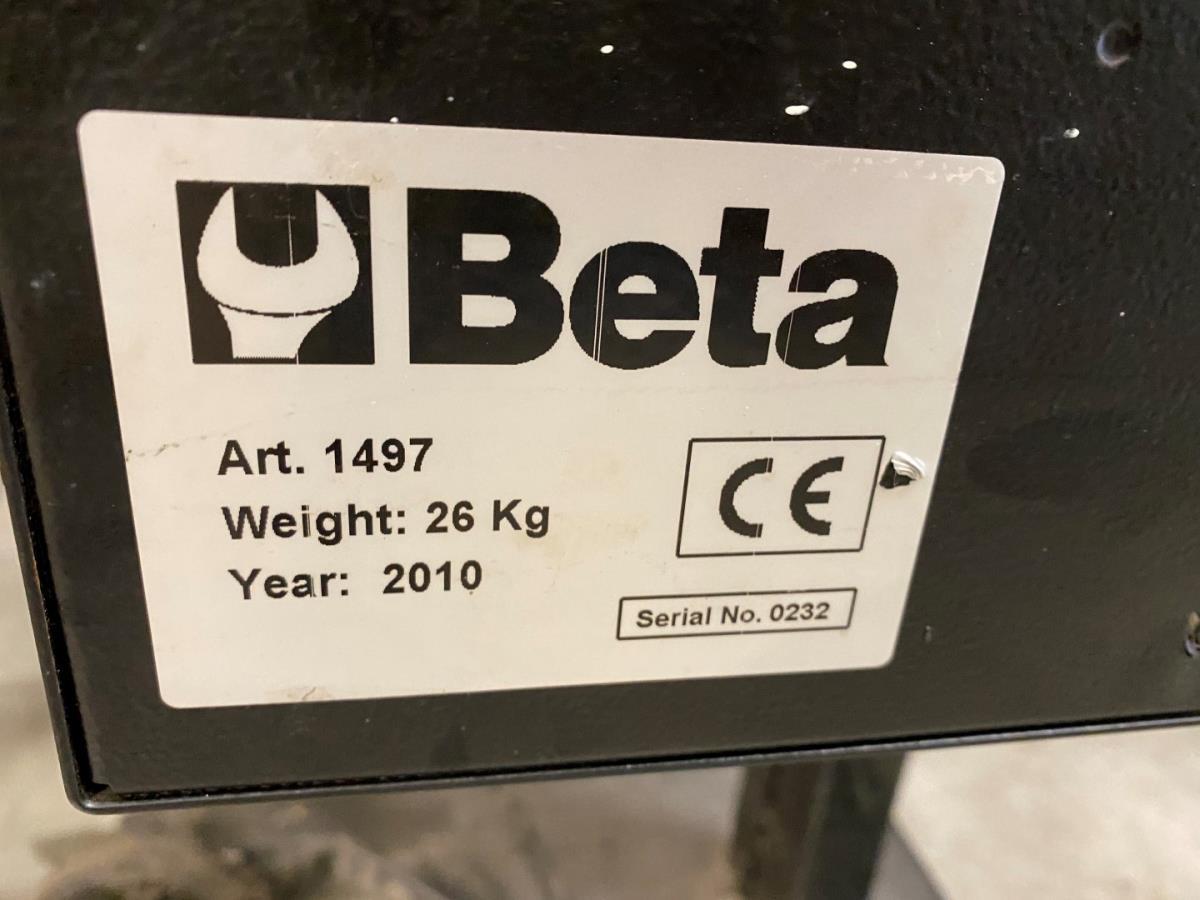 Beta
Art. 1497
Weight: 26 Kg
Year: 2010
CE
Serial No. 0232